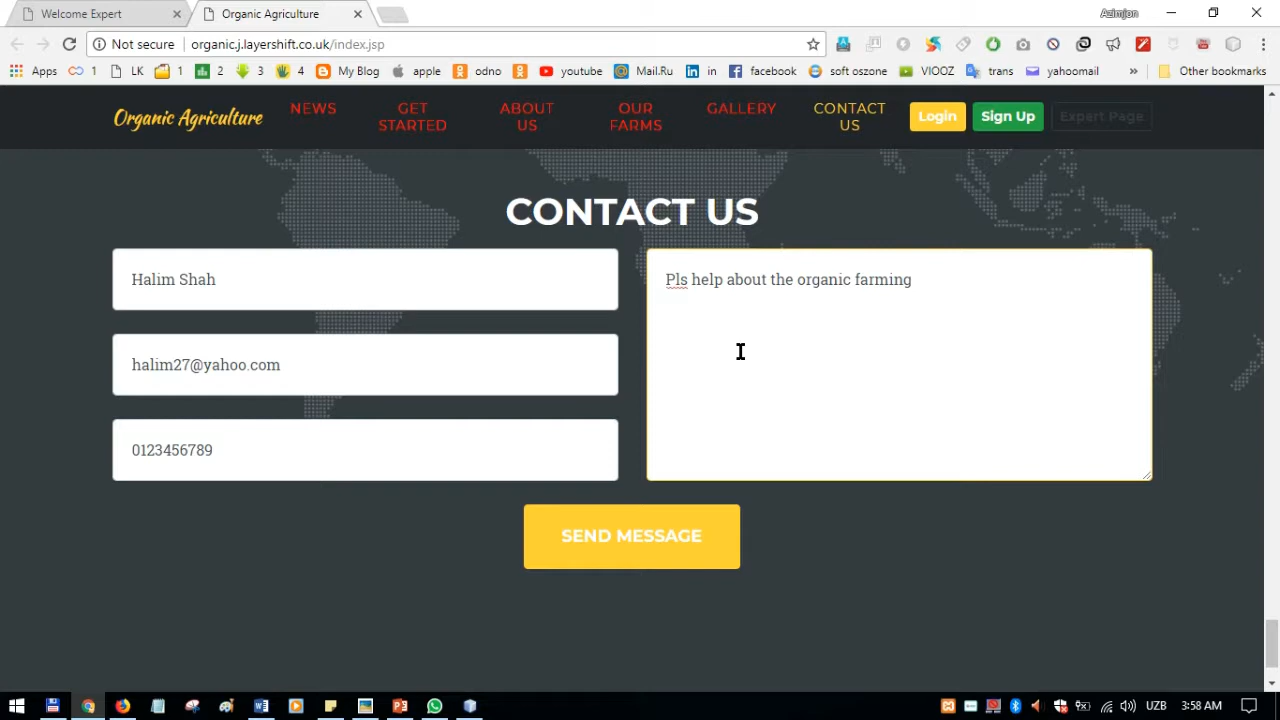 Welcome Expert
Organic Agriculture
Azimjon
Not secure
organic.j.layershift.co.uk/index.jsp
Apps
1
LK
1
2
3
4
My Blog
apple
odno
youtube
Mail.Ru
in
facebook
soft oszone
VIOOZ
trans
yahoomail
»
Other bookmarks
Organic Agriculture
NEWS
GET
STARTED
ABOUT
US
OUR
FARMS
GALLERY
CONTACT
US
Login
Sign Up
Expert Page
CONTACT US
Halim Shah
halim27@yahoo.com
0123456789
Pls help about the organic farming
SEND MESSAGE
UZB
3:58 AM